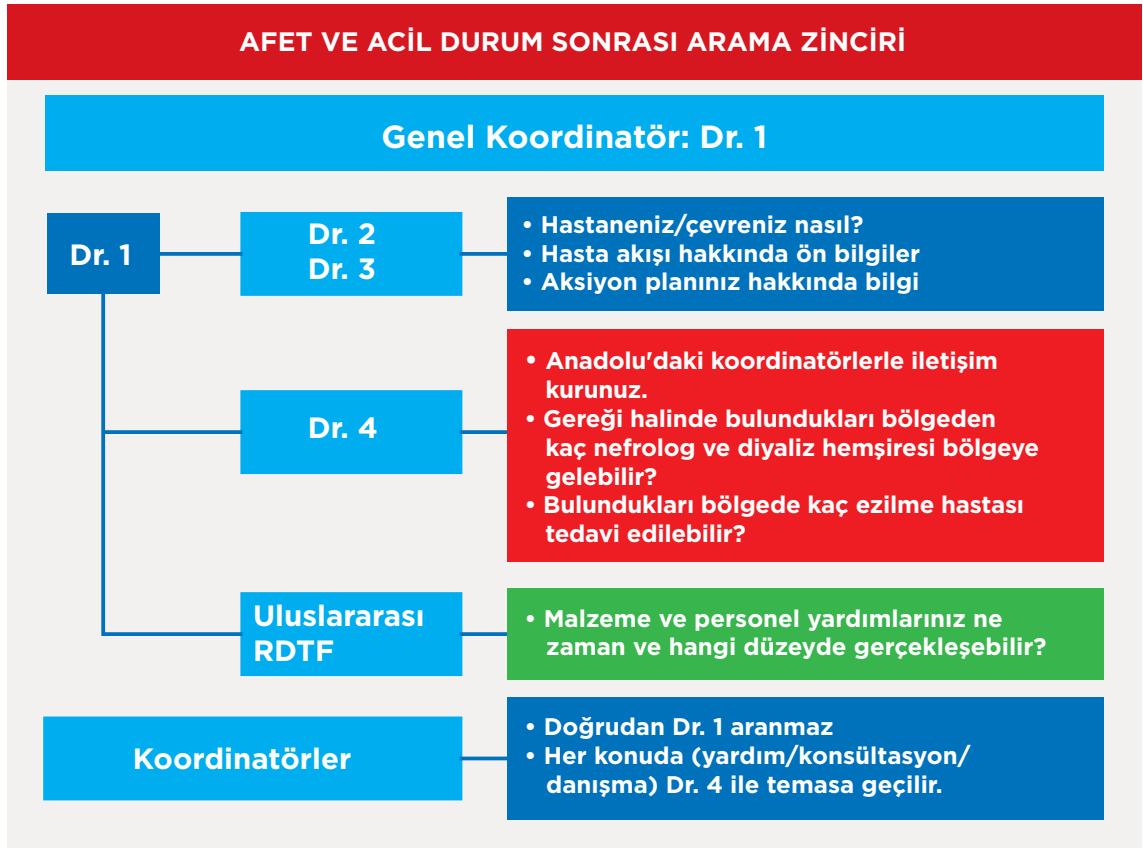 AFET VE ACİL DURUM SONRASI ARAMA ZİNCİRİ
Genel Koordinatör: Dr. 1
Dr. 1
Dr. 2
Dr. 3
• Hastaneniz/çevreniz nasıl?
• Hasta akışı hakkında ön bilgiler
• Aksiyon planınız hakkında bilgi
Dr. 4
• Anadolu'daki koordinatörlerle iletişim
kurunuz.
• Gereği halinde bulundukları bölgeden
kaç nefrolog ve diyaliz hemşiresi bölgeye
gelebilir?
• Bulundukları bölgede kaç ezilme hastası
tedavi edilebilir?
Uluslararası
RDTF
• Malzeme ve personel yardımlarınız ne
zaman ve hangi düzeyde gerçekleşebilir?
Koordinatörler
• Doğrudan Dr. 1 aranmaz
• Her konuda (yardım/konsültasyon/
danışma) Dr. 4 ile temasa geçilir.